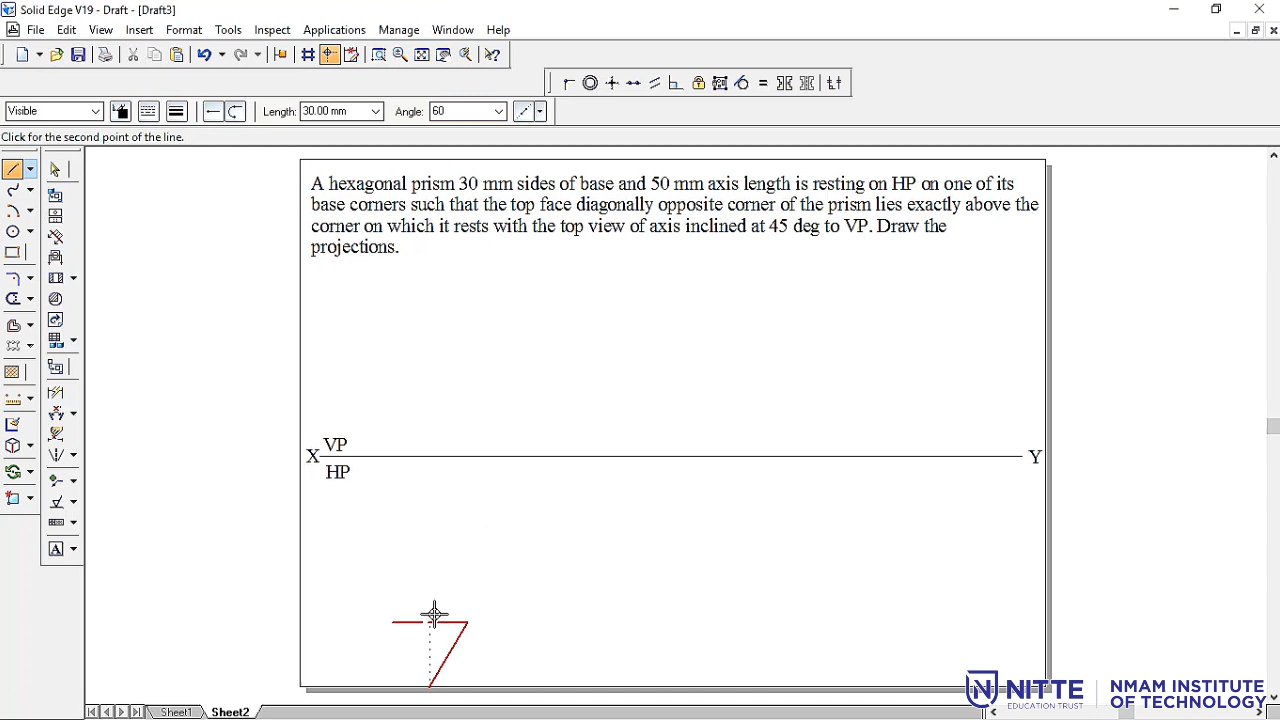 Solid Edge V19 - Draft - [Draft3]
File Edit View Insert Format Tools Inspect Applications Manage Window Help
Visible Length: 30.00 mm Angle: 60
Click for the second point of the line.
A hexagonal prism 30 mm sides of base and 50 mm axis length is resting on HP on one of its
base corners such that the top face diagonally opposite corner of the prism lies exactly above the
corner on which it rests with the top view of axis inclined at 45 deg to VP. Draw the
projections.
VP
X Y
HP
NITTE
EDUCATION TRUST
NMAM INSTITUTE
OF TECHNOLOGY
Sheet1 Sheet2